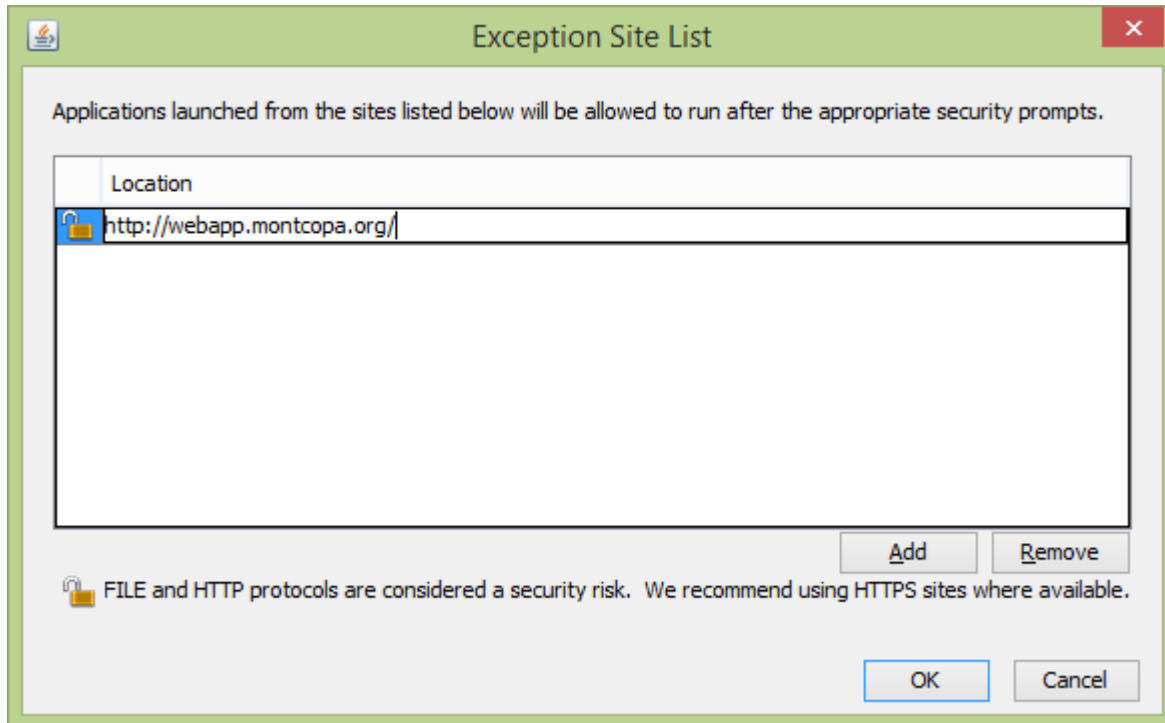 Exception Site List
Applications launched from the sites listed below will be allowed to run after the appropriate security prompts.
Location
http://webapp.montcopa.org/
Add Remove
FILE and HTTP protocols are considered a security risk. We recommend using HTTPS sites where available.
OK Cancel